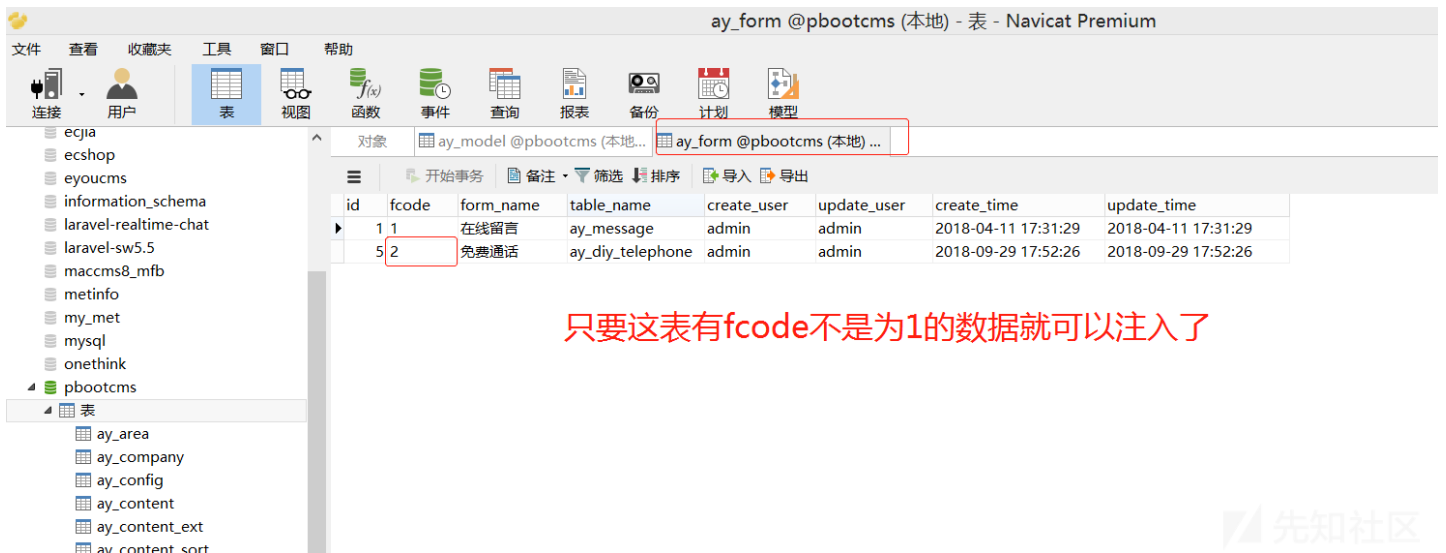 ay_form @pbootcms (本地) - 表 - Navicat Premium
文件 查看 收藏夹 工具 窗口 帮助
连接 用户 表 视图 函数 事件 查询 报表 备份 计划 模型
f(x)
对象 ay_model @pbootcms (本地... ay_form @pbootcms (本地) ...
开始事务 备注 筛选 排序 导入 导出
id fcode form_name table_name create_user update_user create_time update_time
1 1 在线留言 ay_message admin admin 2018-04-11 17:31:29 2018-04-11 17:31:29
5 2 免费通话 ay_diy_telephone admin admin 2018-09-29 17:52:26 2018-09-29 17:52:26
只要这表有fcode不是为1的数据就可以注入了
ecjia
ecshop
eyoucms
information_schema
laravel-realtime-chat
laravel-sw5.5
maccms8_mfb
metinfo
my_met
mysql
onethink
pbootcms
表
ay_area
ay_company
ay_config
ay_content
ay_content_ext
ay_content_sort
先知社区